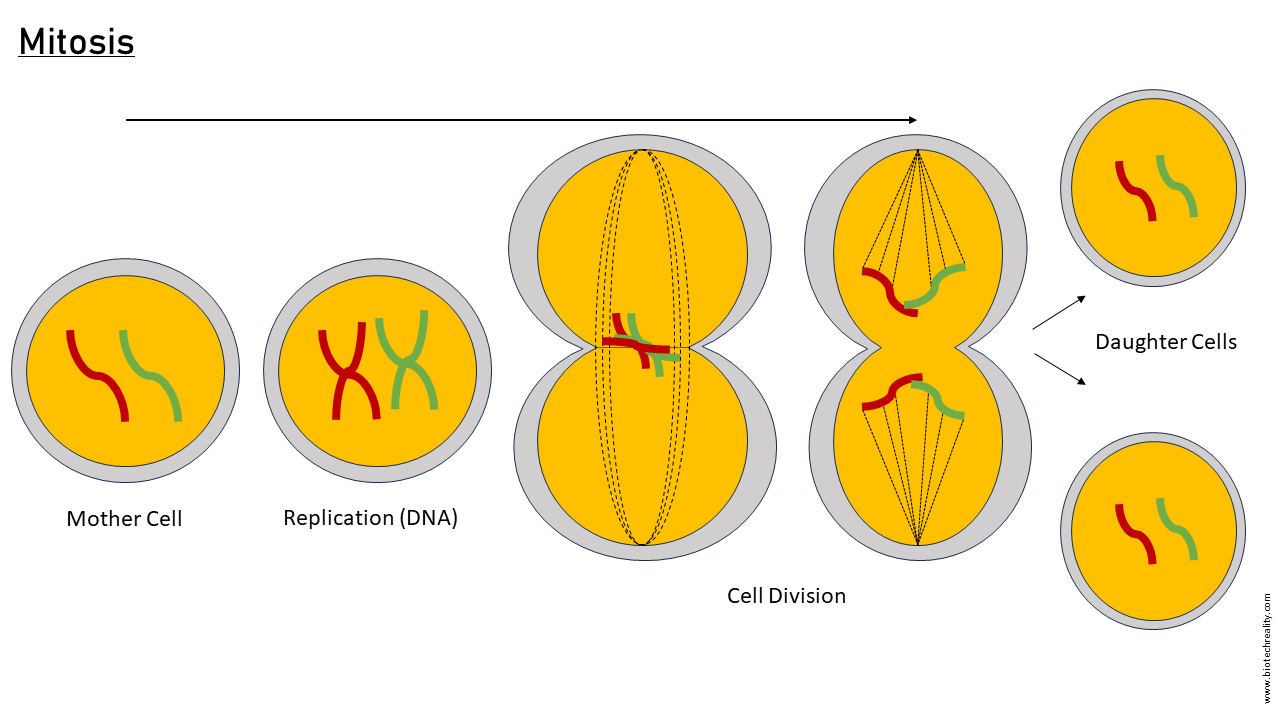 Mitosis
Mother Cell
Replication (DNA)
Cell Division
Daughter Cells
www.biotechreality.com